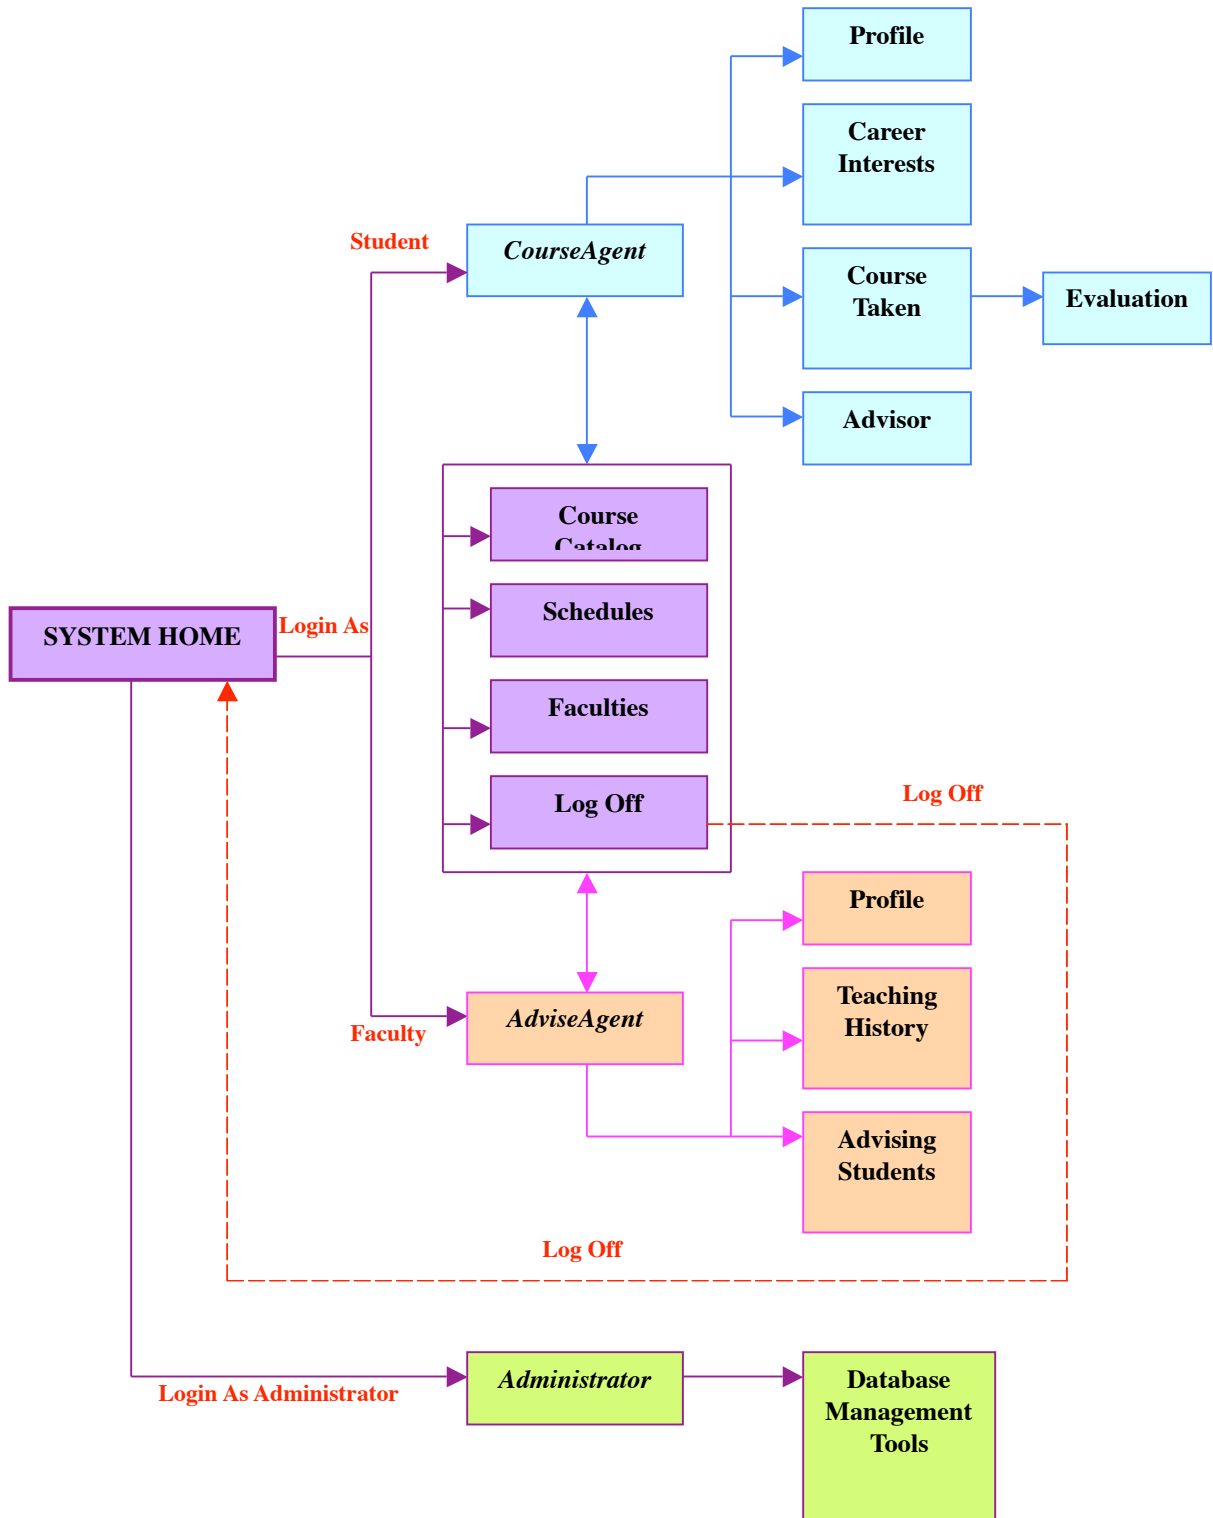 Profile
Career
Interests
Student
CourseAgent
Course
Taken
Evaluation
Advisor
Course
Catalog
Schedules
SYSTEM HOME
Login As
Faculties
Log Off
Log Off
Profile
Teaching
History
AdviseAgent
Faculty
Advising
Students
Log Off
Administrator
Login As Administrator
Database
Management
Tools